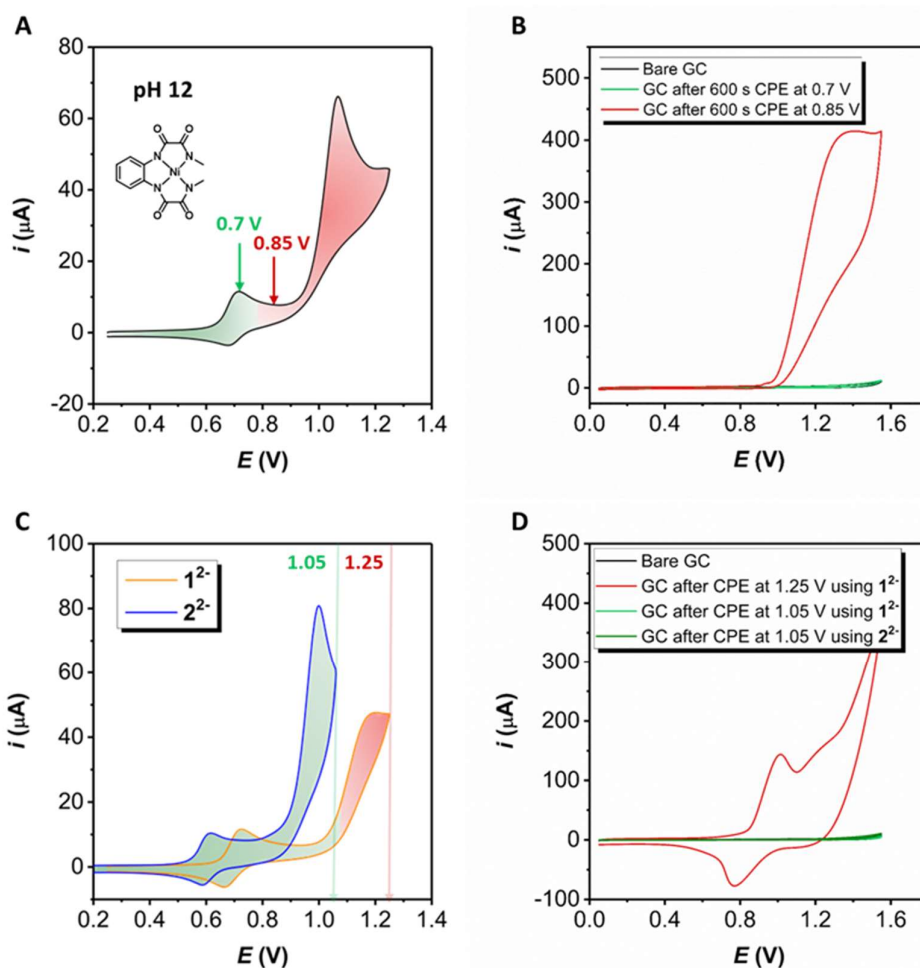 A
pH 12
O
O
N
N
Ni
N
N
O
O
0.7 V
0.85 V
80
60
40
20
0
-20
i (μA)
0.2 0.4 0.6 0.8 1.0 1.2 1.4
E (V)
B
Bare GC
GC after 600 s CPE at 0.7 V
GC after 600 s CPE at 0.85 V
500
400
300
200
100
0
i (μA)
0.0 0.4 0.8 1.2 1.6
E (V)
C
1²⁻
2²⁻
1.05
1.25
100
80
60
40
20
0
i (μA)
0.2 0.4 0.6 0.8 1.0 1.2 1.4
E (V)
D
Bare GC
GC after CPE at 1.25 V using 1²⁻
GC after CPE at 1.05 V using 1²⁻
GC after CPE at 1.05 V using 2²⁻
500
400
300
200
100
0
-100
i (μA)
0.0 0.4 0.8 1.2 1.6
E (V)